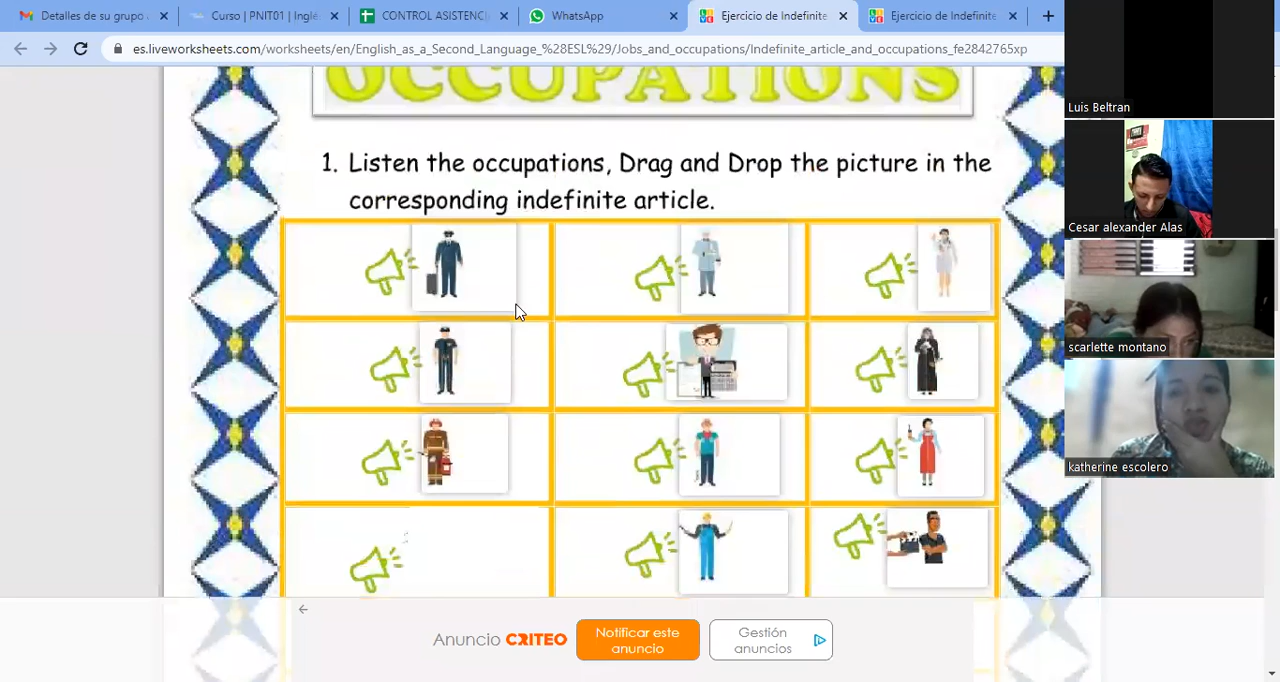 Detalles de su grupo
Curso | PNIT01 | Inglé
CONTROL ASISTENC
WhatsApp
Ejercicio de Indefinite
Ejercicio de Indefinite
es.liveworksheets.com/worksheets/en/English_as_a_Second_Language_%28ESL%29/Jobs_and_occupations/Indefinite_article_and_occupations_fe2842765xp
OCCUPATIONS
1. Listen the occupations, Drag and Drop the picture in the
corresponding indefinite article.
Luis Beltran
Cesar alexander Alas
scarlette montano
katherine escolero
Anuncio CRITEO
Notificar este
anuncio
Gestión
anuncios